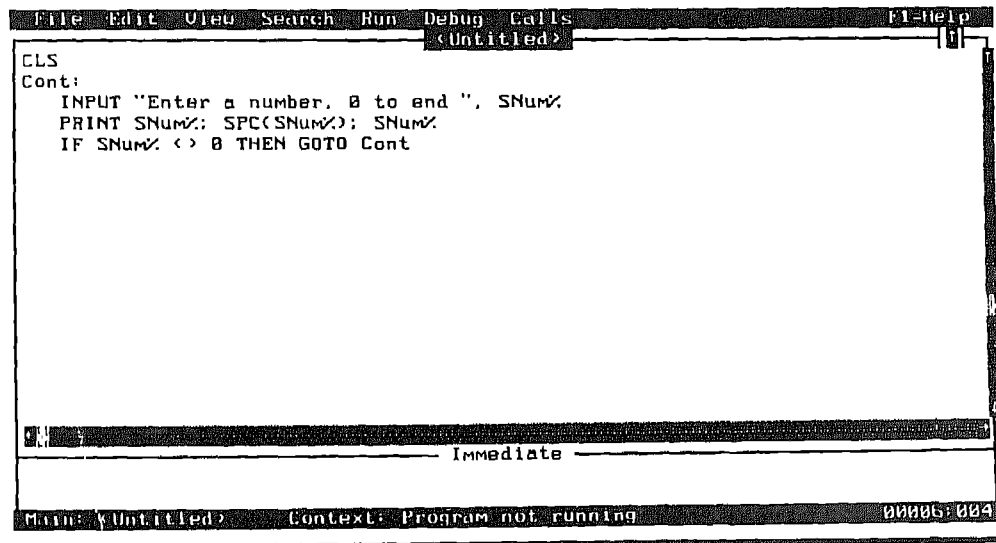 File Edit View Search Run Debug Calls F1=Help
<Untitled>
CLS
Cont:
INPUT "Enter a number, 0 to end ", SNum%
PRINT SNum%; SPC(SNum%); SNum%
IF SNum% <> 0 THEN GOTO Cont
Immediate
Main: <Untitled> Context: Program not running 00006:004